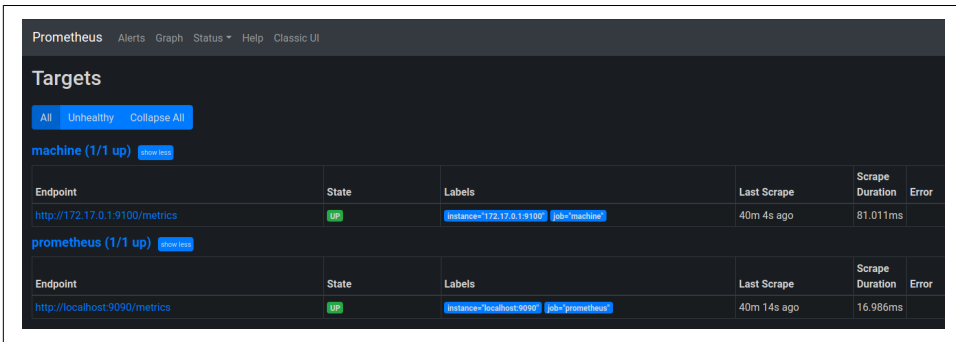 Prometheus Alerts Graph Status Help Classic UI
Targets
All Unhealthy Collapse All
machine (1/1 up) show less
Endpoint State Labels Last Scrape Scrape Duration Error
http://172.17.0.1:9100/metrics UP instance="172.17.0.1:9100" job="machine" 40m 4s ago 81.011ms
prometheus (1/1 up) show less
Endpoint State Labels Last Scrape Scrape Duration Error
http://localhost:9090/metrics UP instance="localhost:9090" job="prometheus" 40m 14s ago 16.986ms